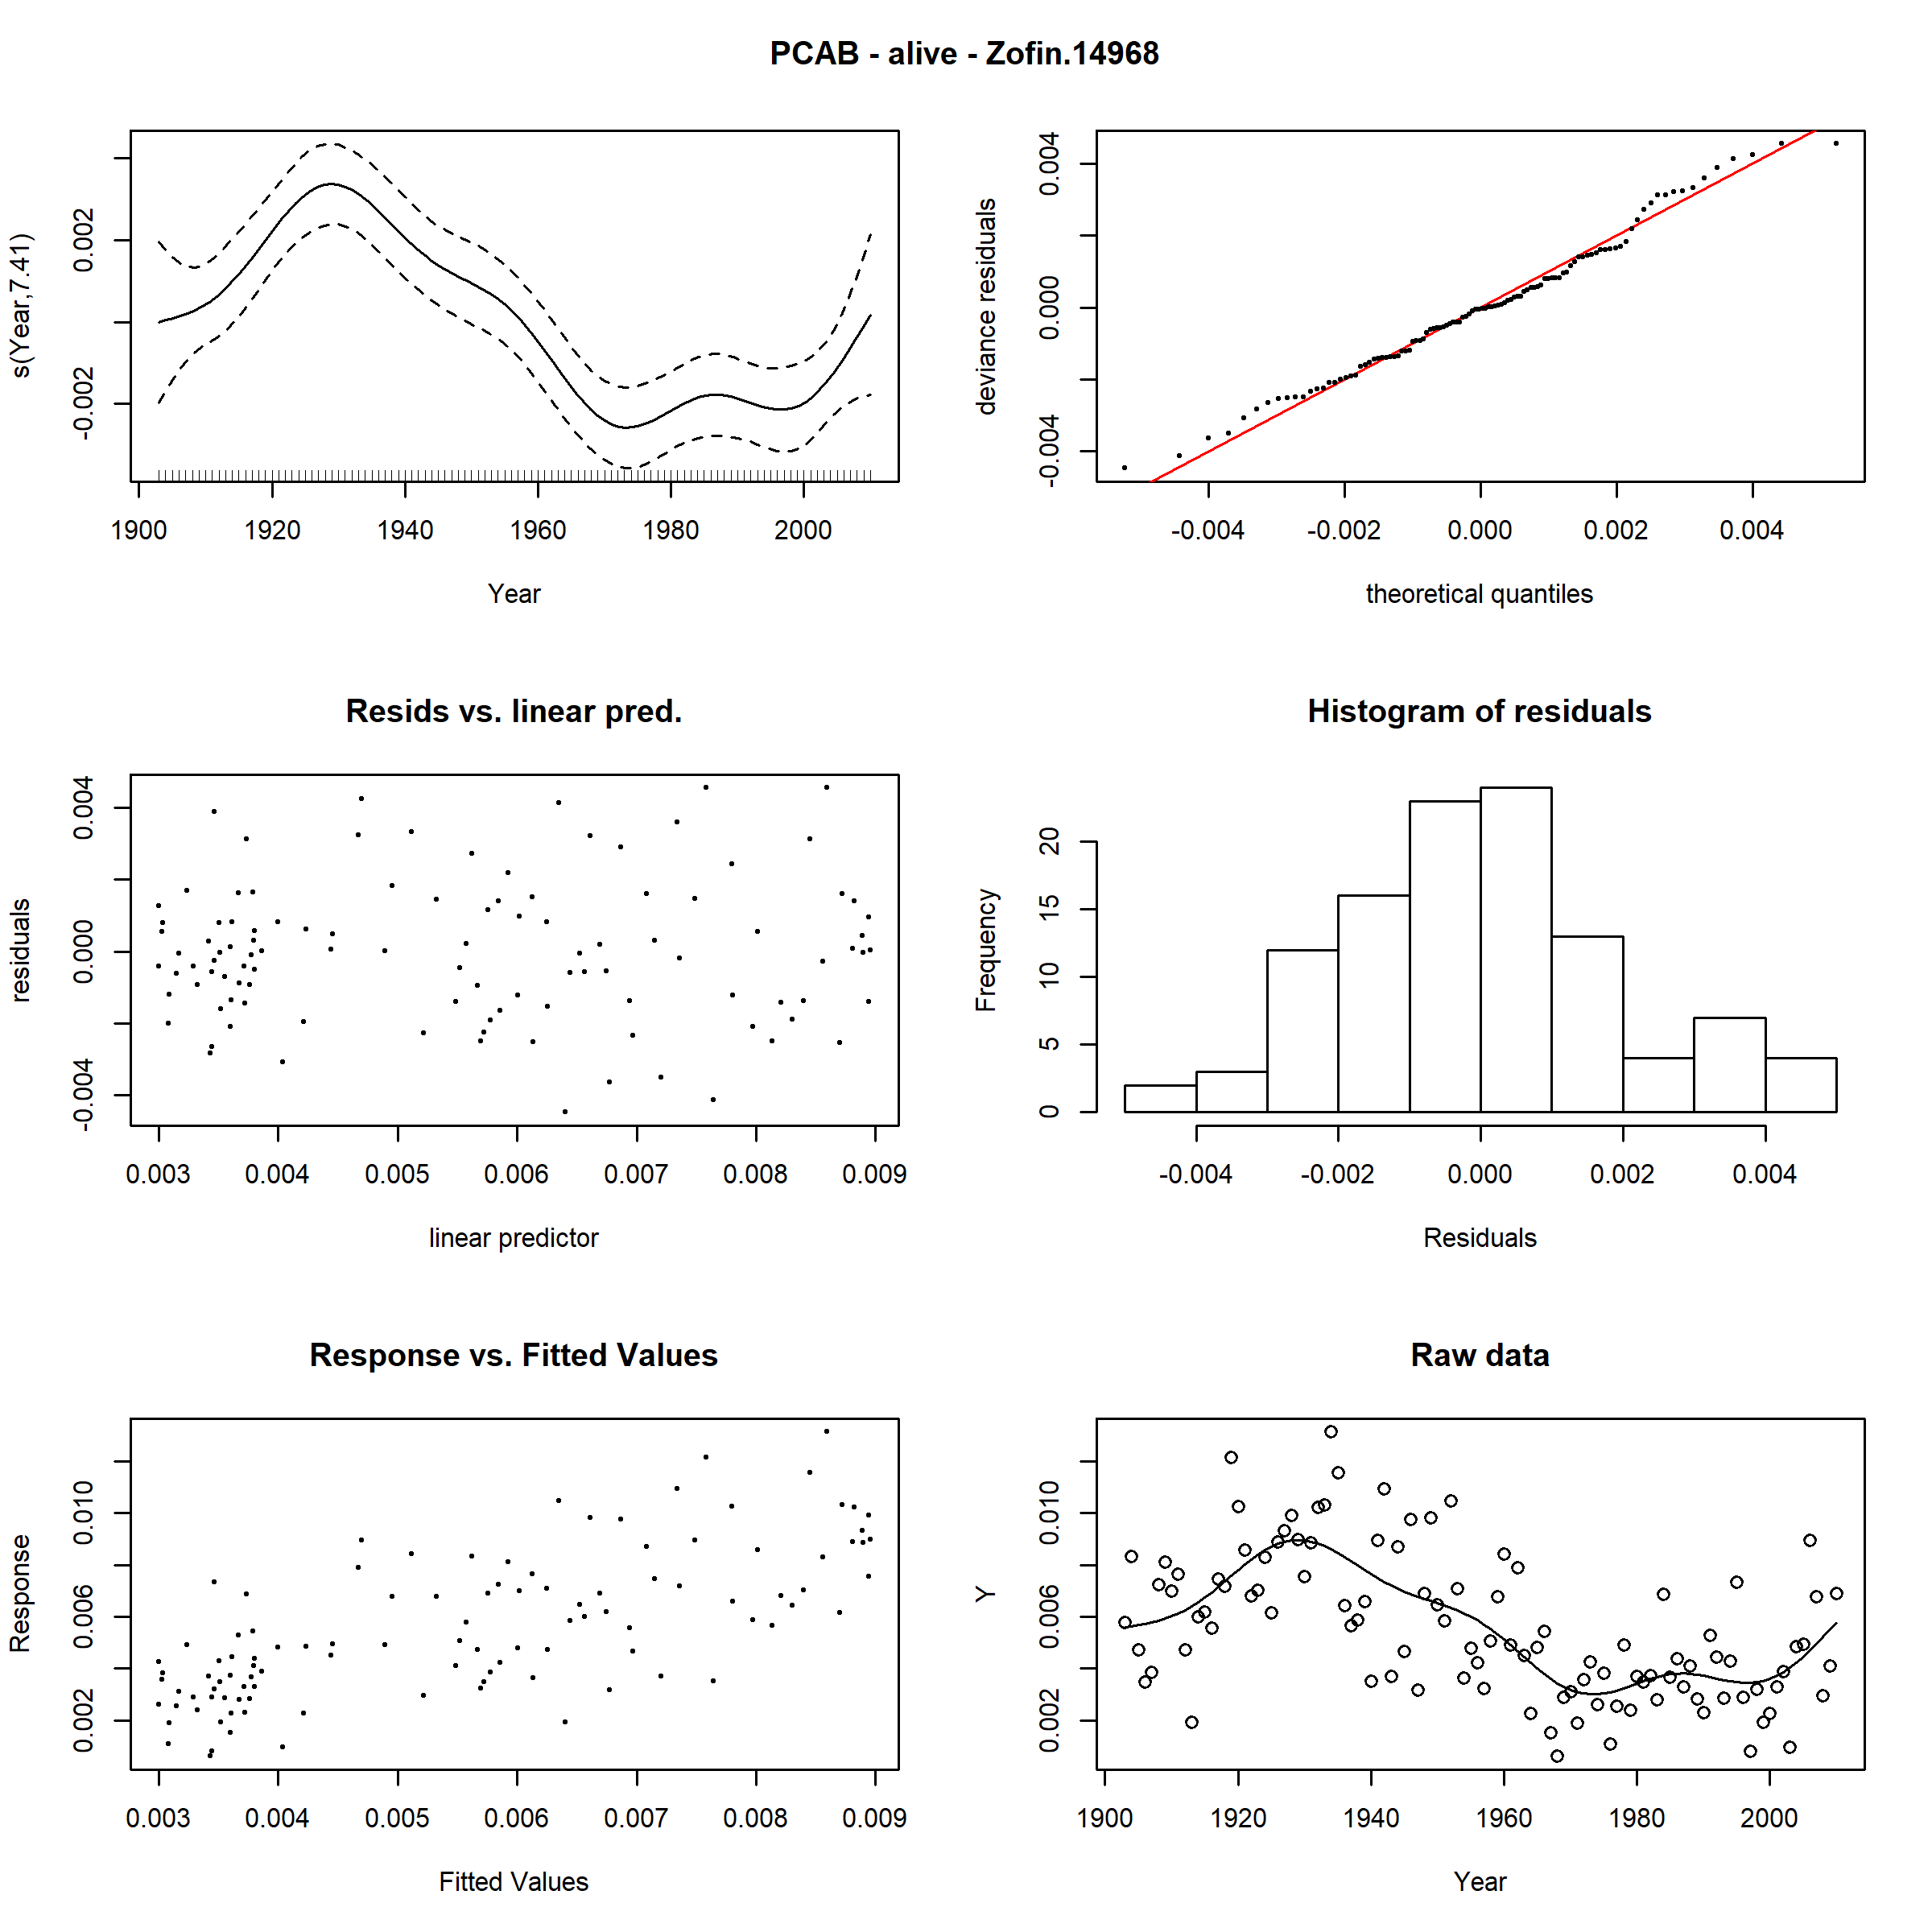 PCAB - alive - Zofin.14968
s(Year,7.41)
0.002
-0.002
1900 1920 1940 1960 1980 2000
Year
deviance residuals
0.004
0.000
-0.004
-0.004 -0.002 0.000 0.002 0.004
theoretical quantiles
Resids vs. linear pred.
residuals
0.004
0.000
-0.004
0.003 0.004 0.005 0.006 0.007 0.008 0.009
linear predictor
Histogram of residuals
Frequency
20
15
10
5
0
-0.004 -0.002 0.000 0.002 0.004
Residuals
Response vs. Fitted Values
Response
0.010
0.006
0.002
0.003 0.004 0.005 0.006 0.007 0.008 0.009
Fitted Values
Raw data
Y
0.010
0.006
0.002
1900 1920 1940 1960 1980 2000
Year